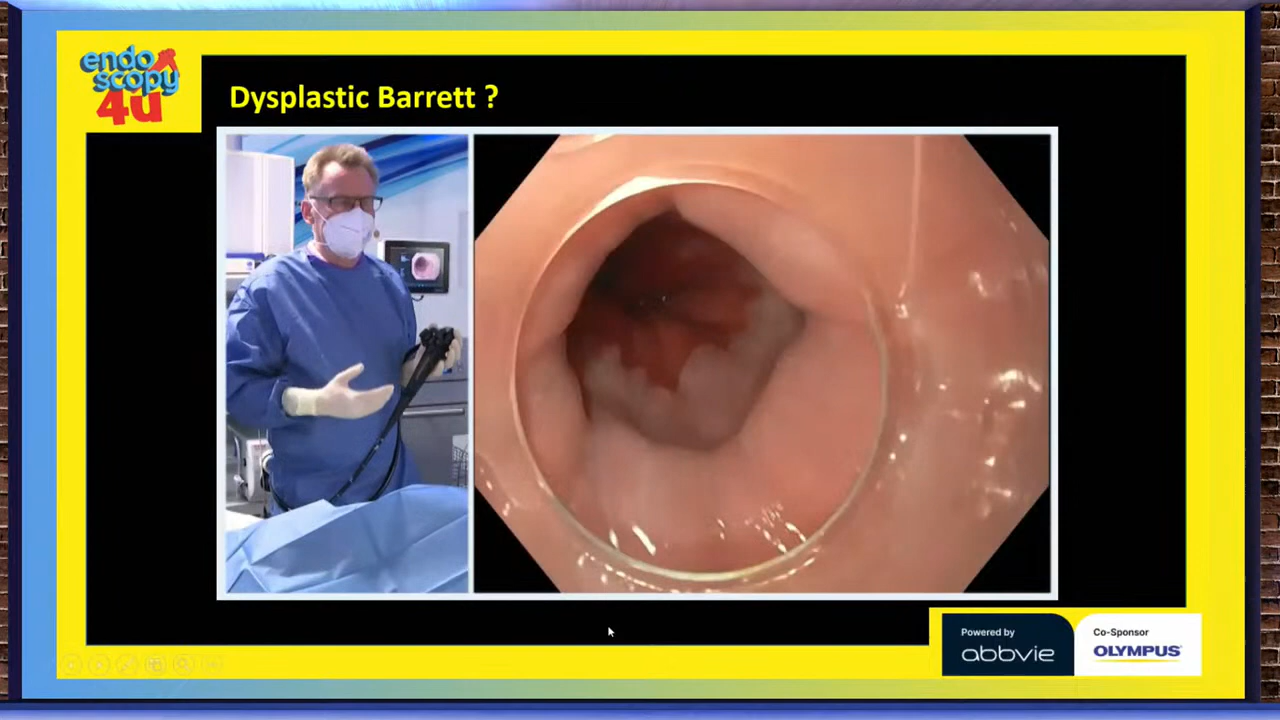 endo
scopy
4u
Dysplastic Barrett ?
Powered by
abbvie
Co-Sponsor
OLYMPUS